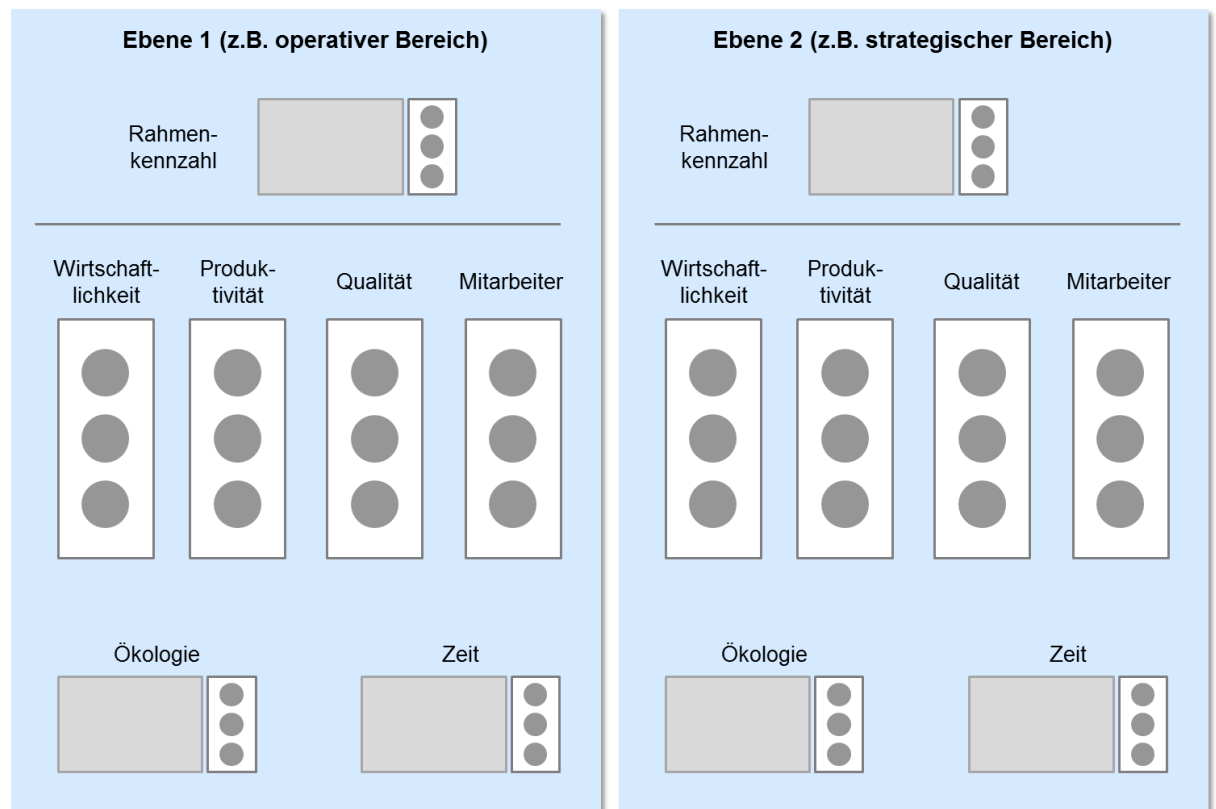 Ebene 1 (z.B. operativer Bereich)
Rahmen-
kennzahl
Wirtschaft-
lichkeit
Produk-
tivität
Qualität
Mitarbeiter
Ökologie
Zeit
Ebene 2 (z.B. strategischer Bereich)
Rahmen-
kennzahl
Wirtschaft-
lichkeit
Produk-
tivität
Qualität
Mitarbeiter
Ökologie
Zeit